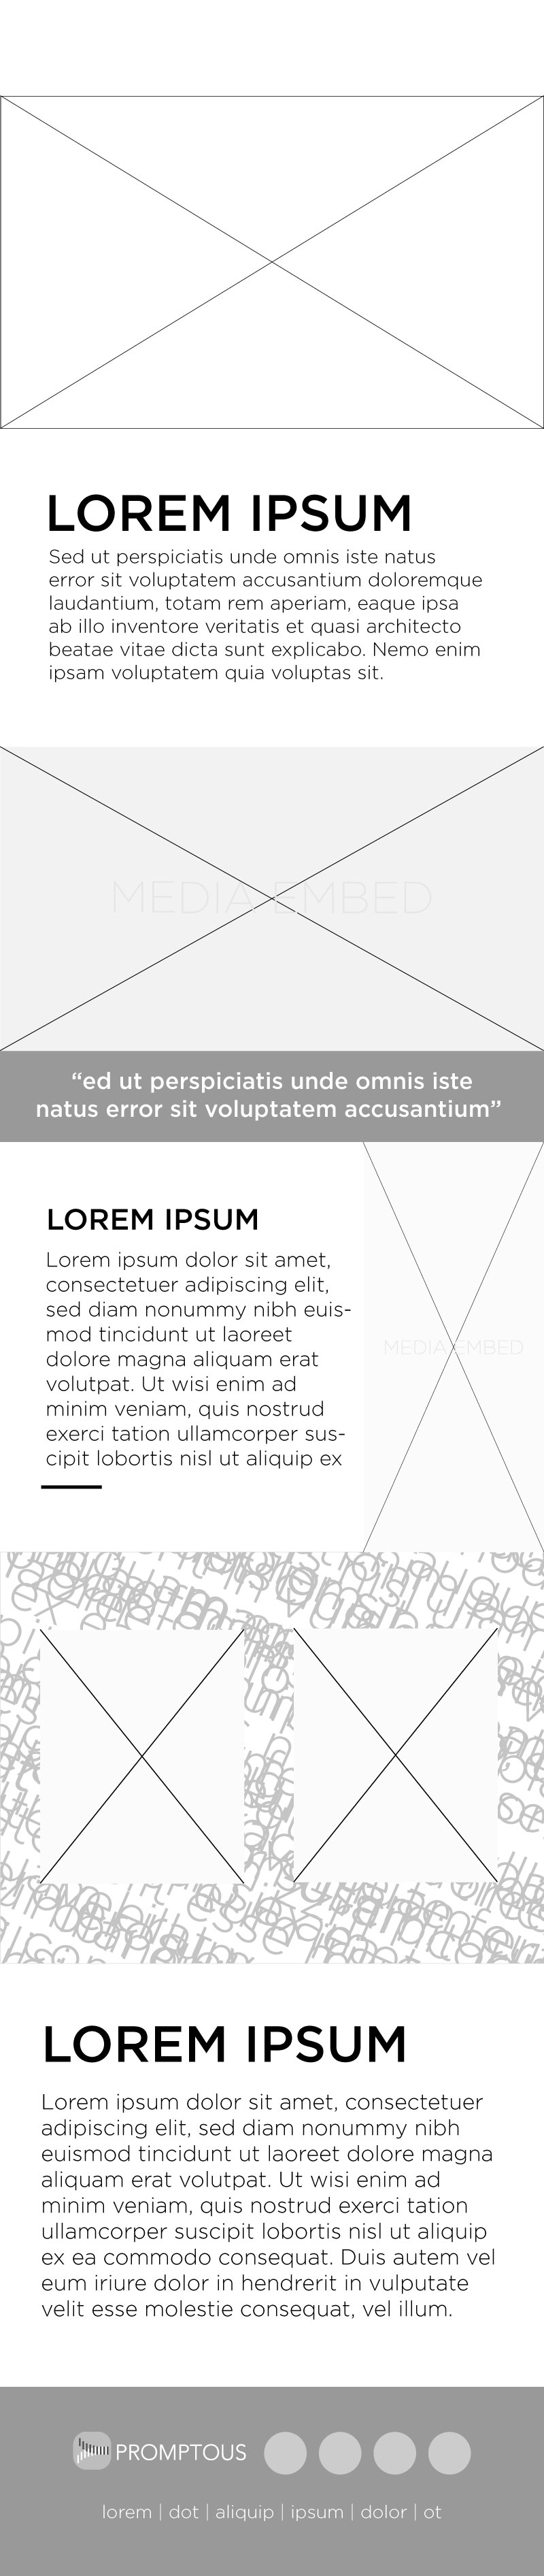 LOREM IPSUM
Sed ut perspiciatis unde omnis iste natus
error sit voluptatem accusantium doloremque
laudantium, totam rem aperiam, eaque ipsa
ab illo inventore veritatis et quasi architecto
beatae vitae dicta sunt explicabo. Nemo enim
ipsam voluptatem quia voluptas sit.
MEDIA EMBED
“ed ut perspiciatis unde omnis iste
natus error sit voluptatem accusantium”
LOREM IPSUM
Lorem ipsum dolor sit amet,
consectetuer adipiscing elit,
sed diam nonummy nibh euis-
mod tincidunt ut laoreet
dolore magna aliquam erat
volutpat. Ut wisi enim ad
minim veniam, quis nostrud
exerci tation ullamcorper sus-
cipit lobortis nisl ut aliquip ex
MEDIA EMBED
LOREM IPSUM
Lorem ipsum dolor sit amet, consectetuer
adipiscing elit, sed diam nonummy nibh
euismod tincidunt ut laoreet dolore magna
aliquam erat volutpat. Ut wisi enim ad
minim veniam, quis nostrud exerci tation
ullamcorper suscipit lobortis nisl ut aliquip
ex ea commodo consequat. Duis autem vel
eum iriure dolor in hendrerit in vulputate
velit esse molestie consequat, vel illum.
PROMPTOUS
lorem | dot | aliquip | ipsum | dolor | ot